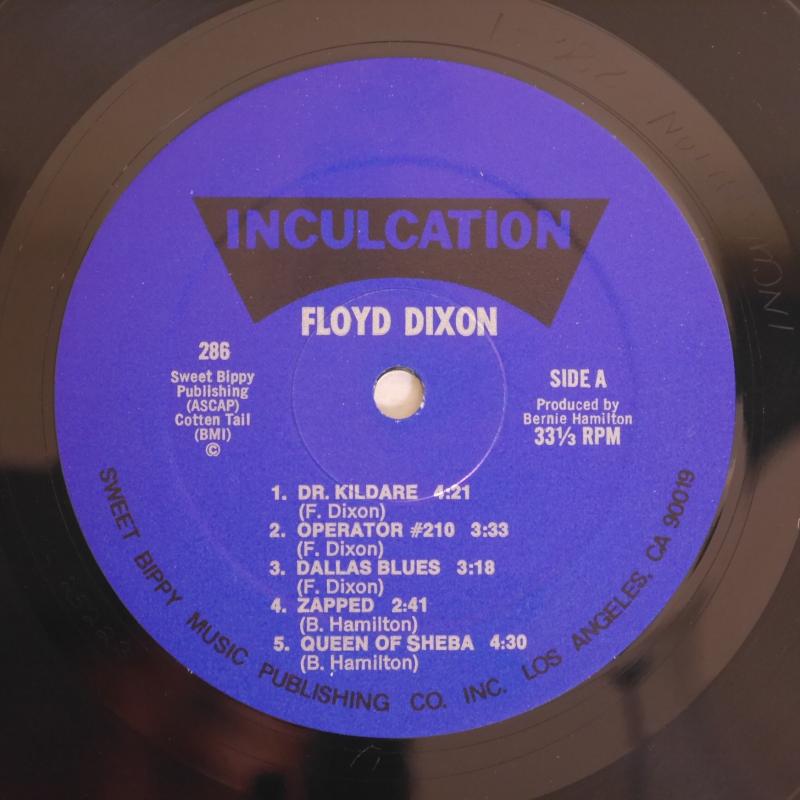 INCULCATION
FLOYD DIXON
286
Sweet Bippy
Publishing
(ASCAP)
Cotten Tail
(BMI)
©
SIDE A
Produced by
Bernie Hamilton
33⅓ RPM
1. DR. KILDARE 4:21
(F. Dixon)
2. OPERATOR #210 3:33
(F. Dixon)
3. DALLAS BLUES 3:18
(F. Dixon)
4. ZAPPED 2:41
(B. Hamilton)
5. QUEEN OF SHEBA 4:30
(B. Hamilton)
SWEET BIPPY MUSIC PUBLISHING CO. INC. LOS ANGELES, CA 90019